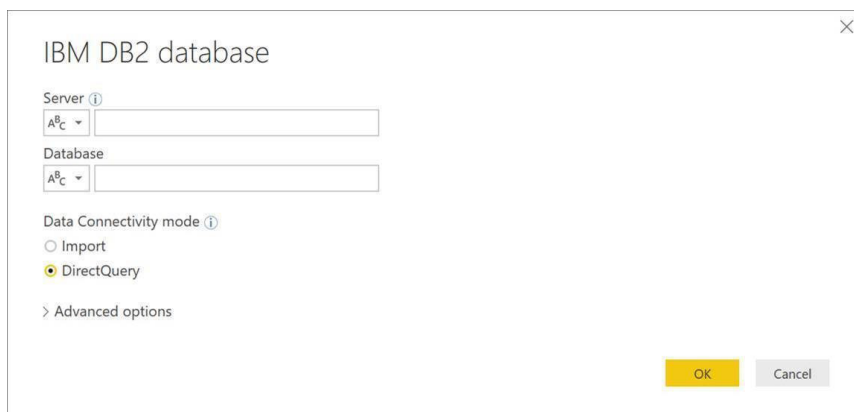 IBM DB2 database
Server
ABC
Database
ABC
Data Connectivity mode
Import
DirectQuery
Advanced options
OK Cancel